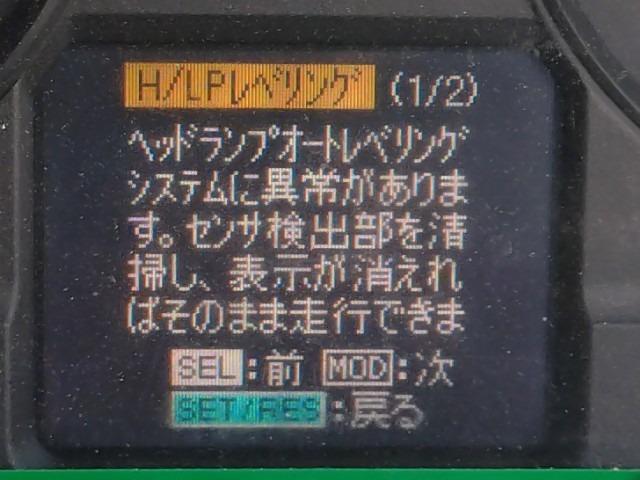 H/LPレベリング (1/2)
ヘッドランプオートレベリング
システムに異常がありま
す。センサ検出部を清
掃し、表示が消えれ
ばそのまま走行できま
SEL:前 MOD:次
SET/RES:戻る